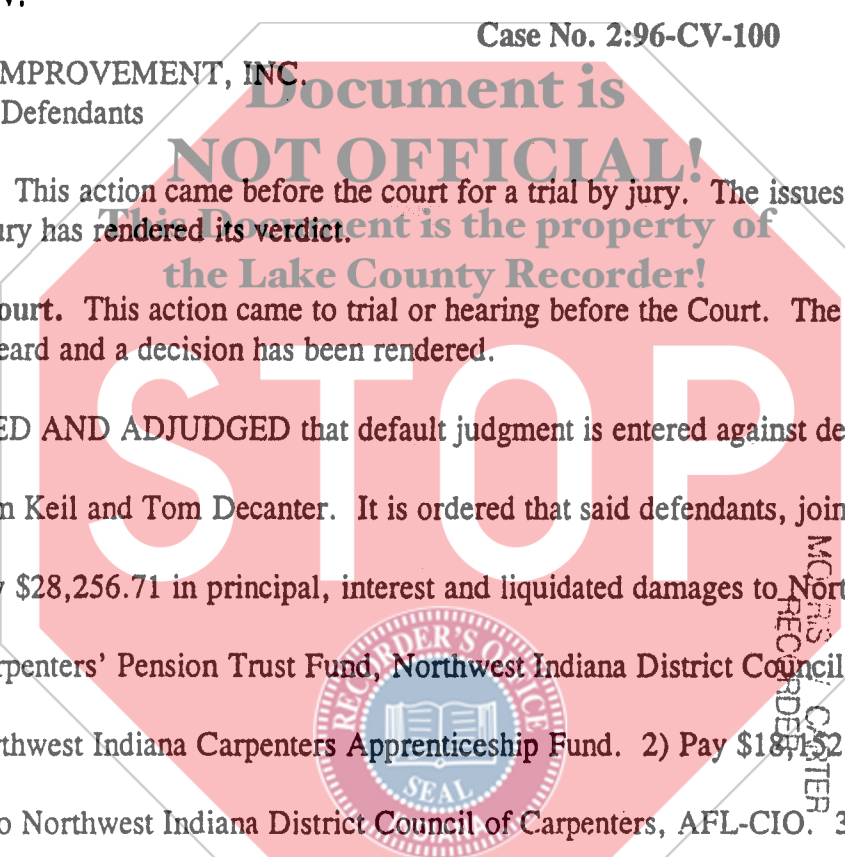 v.
Case No. 2:96-CV-100
MPROVEMENT, INC.
Defendants
Document is
NOT OFFICIAL!
This action came before the court for a trial by jury. The issues
ury has rendered its verdict.
This Document is the property of
the Lake County Recorder!
ourt. This action came to trial or hearing before the Court. The
eard and a decision has been rendered.
STOP
ED AND ADJUDGED that default judgment is entered against de
m Keil and Tom Decanter. It is ordered that said defendants, join
y $28,256.71 in principal, interest and liquidated damages to Nort
rpenters' Pension Trust Fund, Northwest Indiana District Council
rthwest Indiana Carpenters Apprenticeship Fund. 2) Pay $18,152
o Northwest Indiana District Council of Carpenters, AFL-CIO. 3
RECORDER'S OFFICE
SEAL
INDIANA
MORRIS CARTER
RECORDER